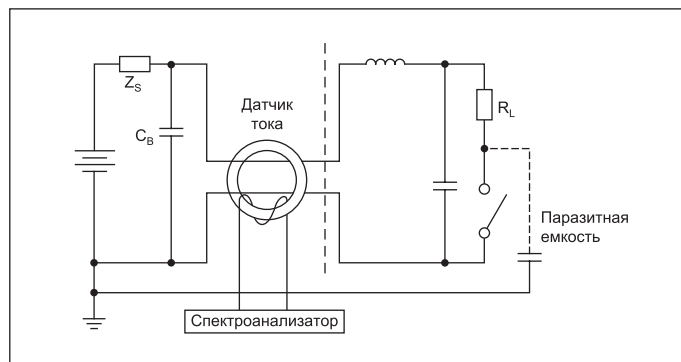 Z_S
C_B
Датчик
тока
R_L
Паразитная
емкость
Спектроанализатор